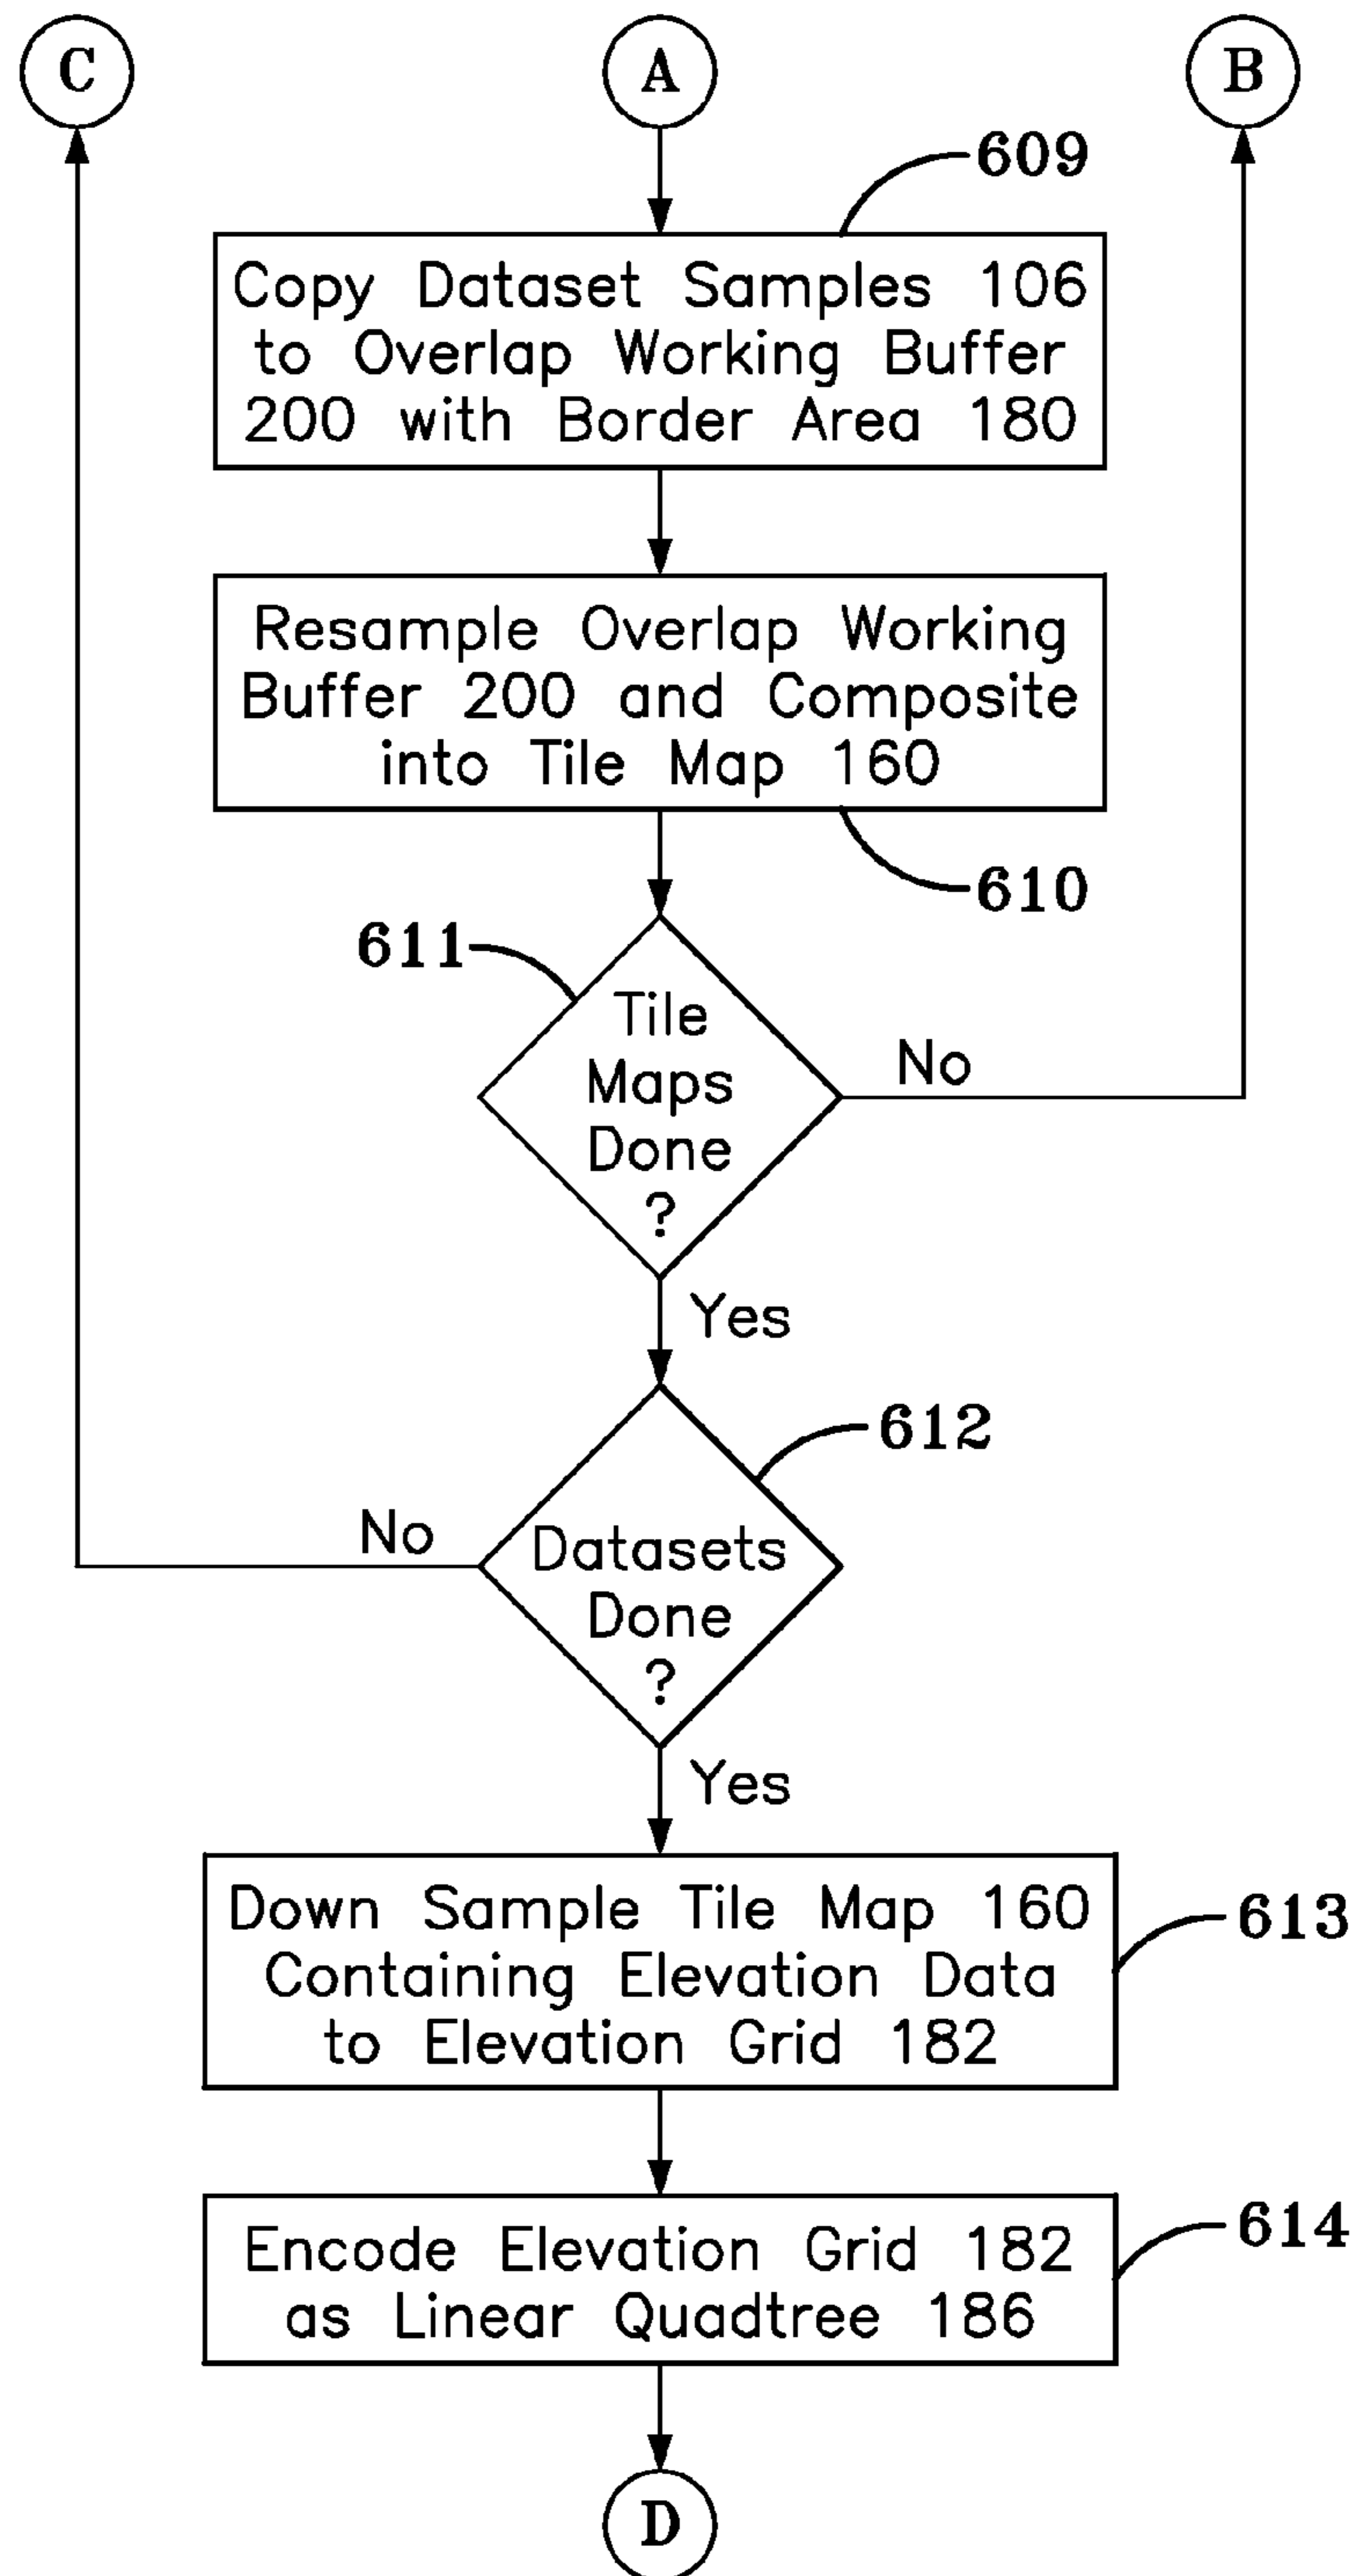 C
A
B
609
Copy Dataset Samples 106
to Overlap Working Buffer
200 with Border Area 180
Resample Overlap Working
Buffer 200 and Composite
into Tile Map 160
610
611
Tile
Maps
Done
?
No
Yes
612
No
Datasets
Done
?
Yes
Down Sample Tile Map 160
Containing Elevation Data
to Elevation Grid 182
613
Encode Elevation Grid 182
as Linear Quadtree 186
614
D